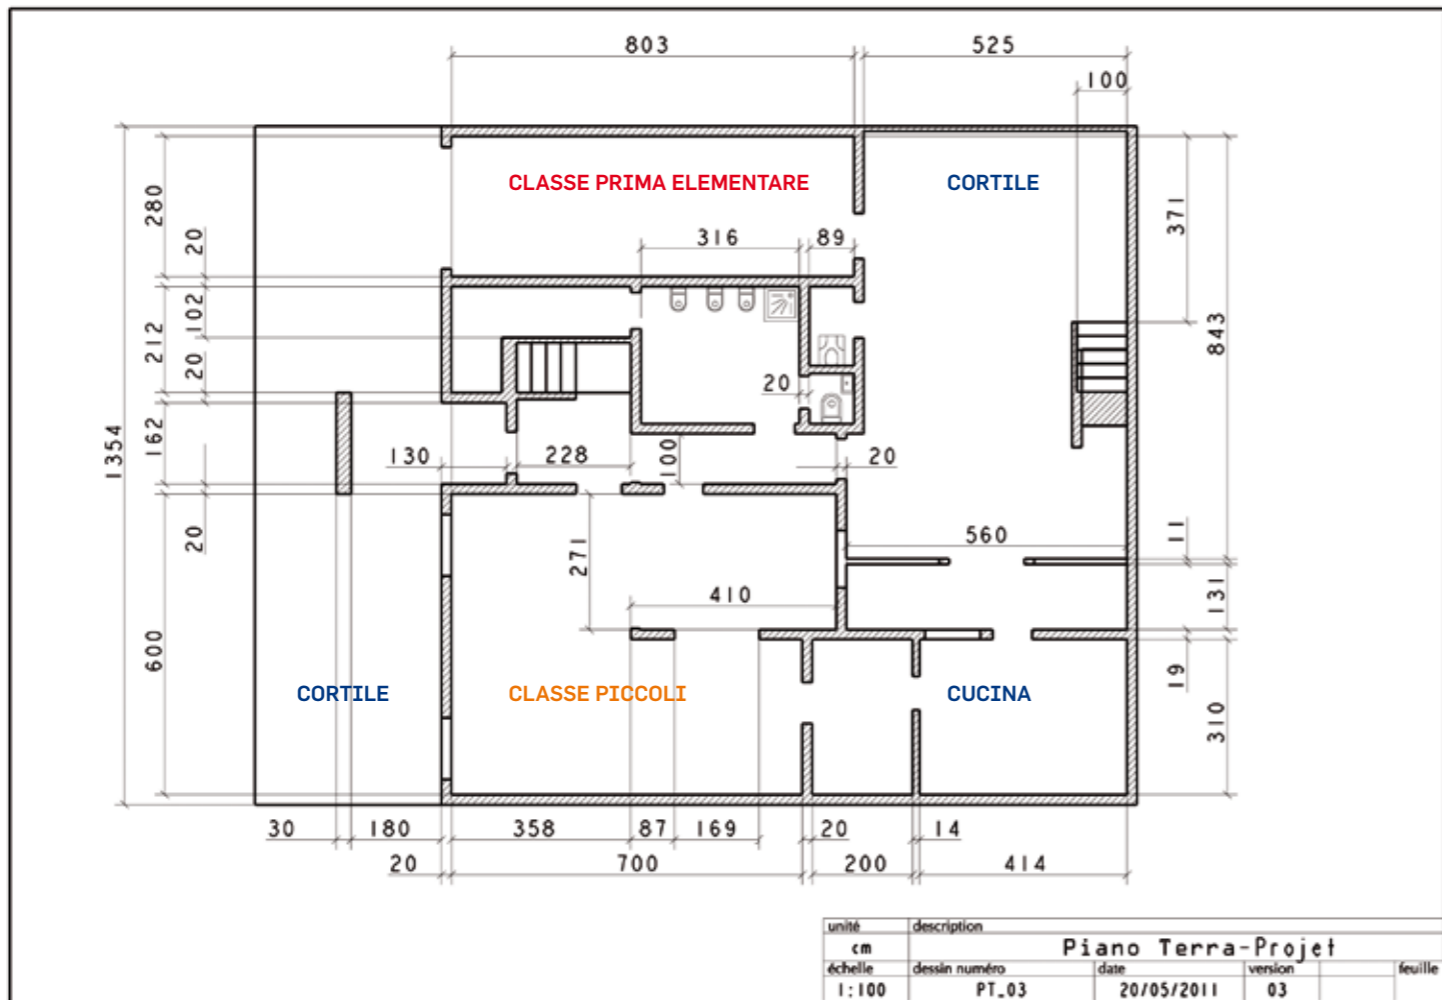 803
525
100
CLASSE PRIMA ELEMENTARE
CORTILE
280
371
20
316
89
102
212
843
20
20
1354
162
130
228
100
20
20
271
560
11
410
131
600
CORTILE
CLASSE PICCOLI
CUCINA
19
310
30
180
358
87
169
20
14
20
700
200
414
unité
description
cm
Piano Terra-Projet
échelle
dessin numéro
date
version
feuille
1:100
PT_03
20/05/2011
03